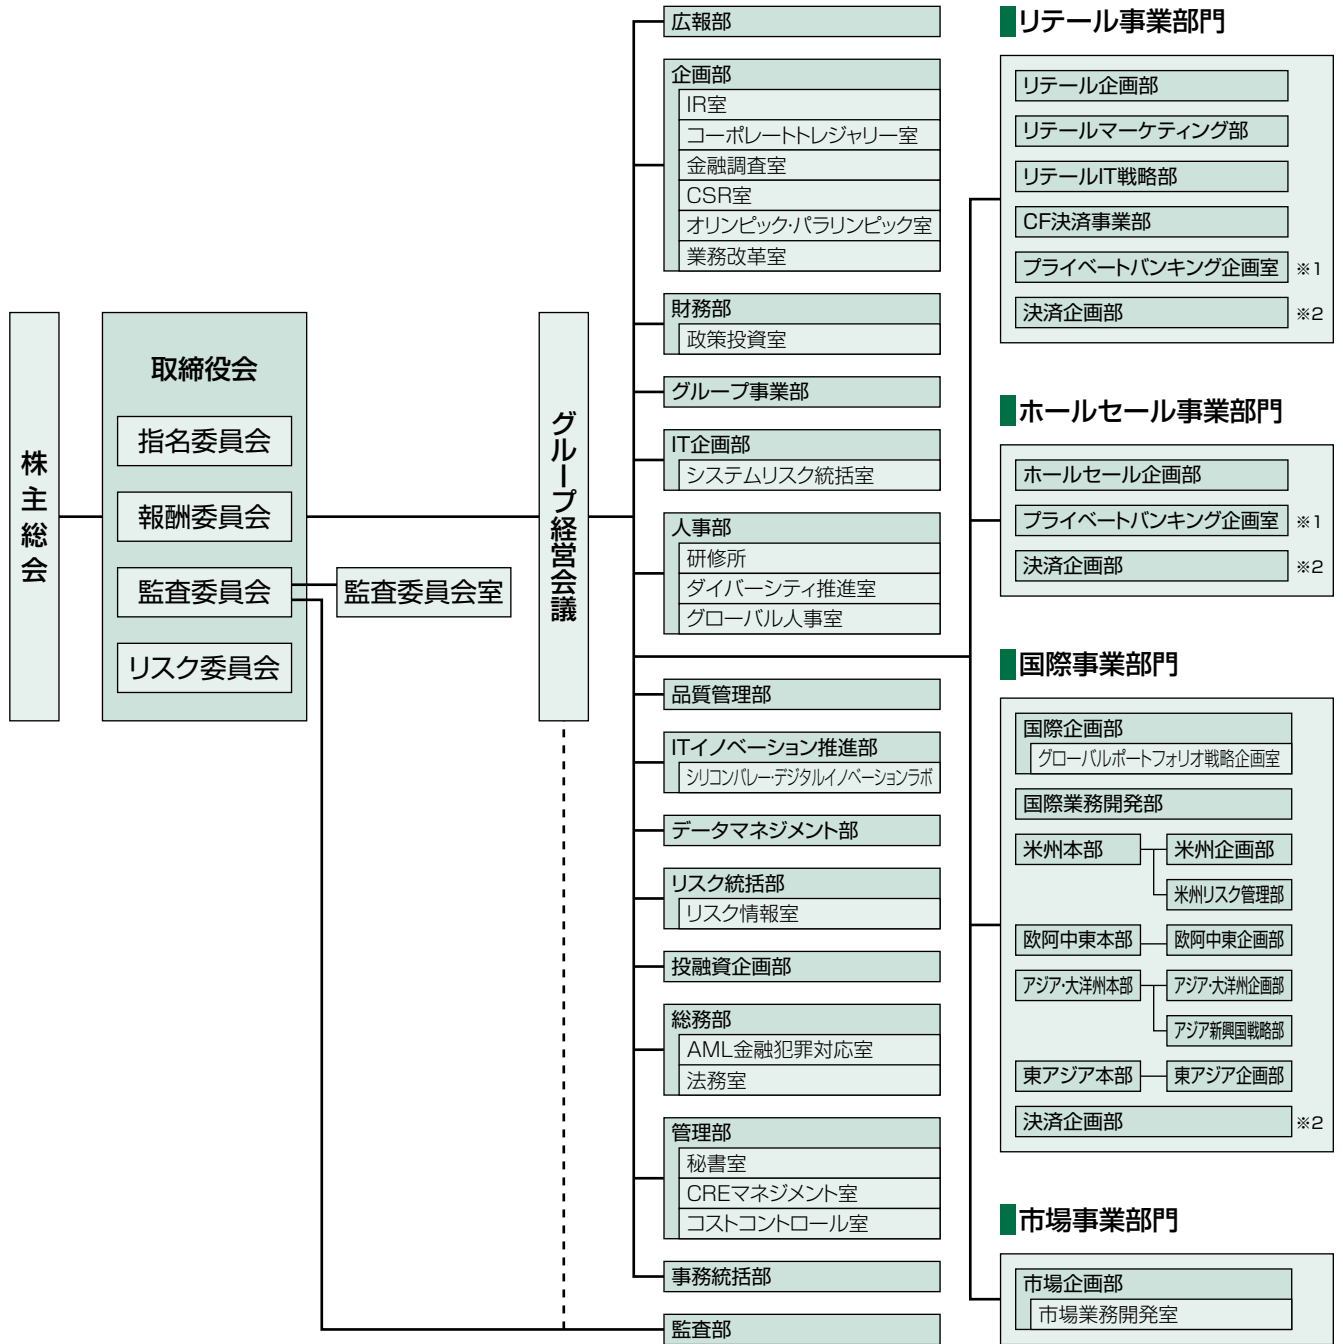 株主総会
取締役会
指名委員会
報酬委員会
監査委員会
リスク委員会
監査委員会室
グループ経営会議
広報部
企画部
IR室
コーポレートトレジャリー室
金融調査室
CSR室
オリンピック・パラリンピック室
業務改革室
財務部
政策投資室
グループ事業部
IT企画部
システムリスク統括室
人事部
研修所
ダイバーシティ推進室
グローバル人事室
品質管理部
ITイノベーション推進部
シリコンバレー・デジタルイノベーションラボ
データマネジメント部
リスク統括部
リスク情報室
投融資企画部
総務部
AML金融犯罪対応室
法務室
管理部
秘書室
CREマネジメント室
コストコントロール室
事務統括部
監査部
リテール事業部門
リテール企画部
リテールマーケティング部
リテールIT戦略部
CF決済事業部
プライベートバンキング企画室 ※1
決済企画部 ※2
ホールセール事業部門
ホールセール企画部
プライベートバンキング企画室 ※1
決済企画部 ※2
国際事業部門
国際企画部
グローバルポートフォリオ戦略企画室
国際業務開発部
米州本部 米州企画部
米州リスク管理部
欧阿中東本部 欧阿中東企画部
アジア・大洋州本部 アジア・大洋州企画部
アジア新興国戦略部
東アジア本部 東アジア企画部
決済企画部 ※2
市場事業部門
市場企画部
市場業務開発室